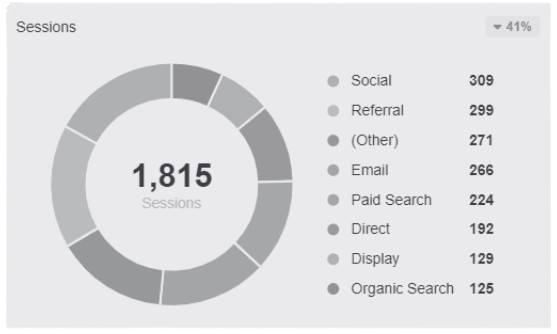 Sessions
▼ 41%
1,815
Sessions
Social 309
Referral 299
(Other) 271
Email 266
Paid Search 224
Direct 192
Display 129
Organic Search 125